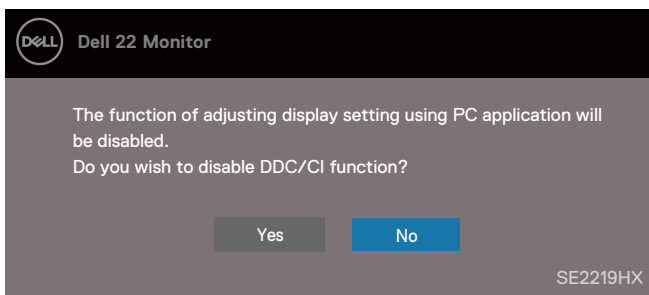 DELL Dell 22 Monitor
The function of adjusting display setting using PC application will
be disabled.
Do you wish to disable DDC/CI function?
Yes No
SE2219HX